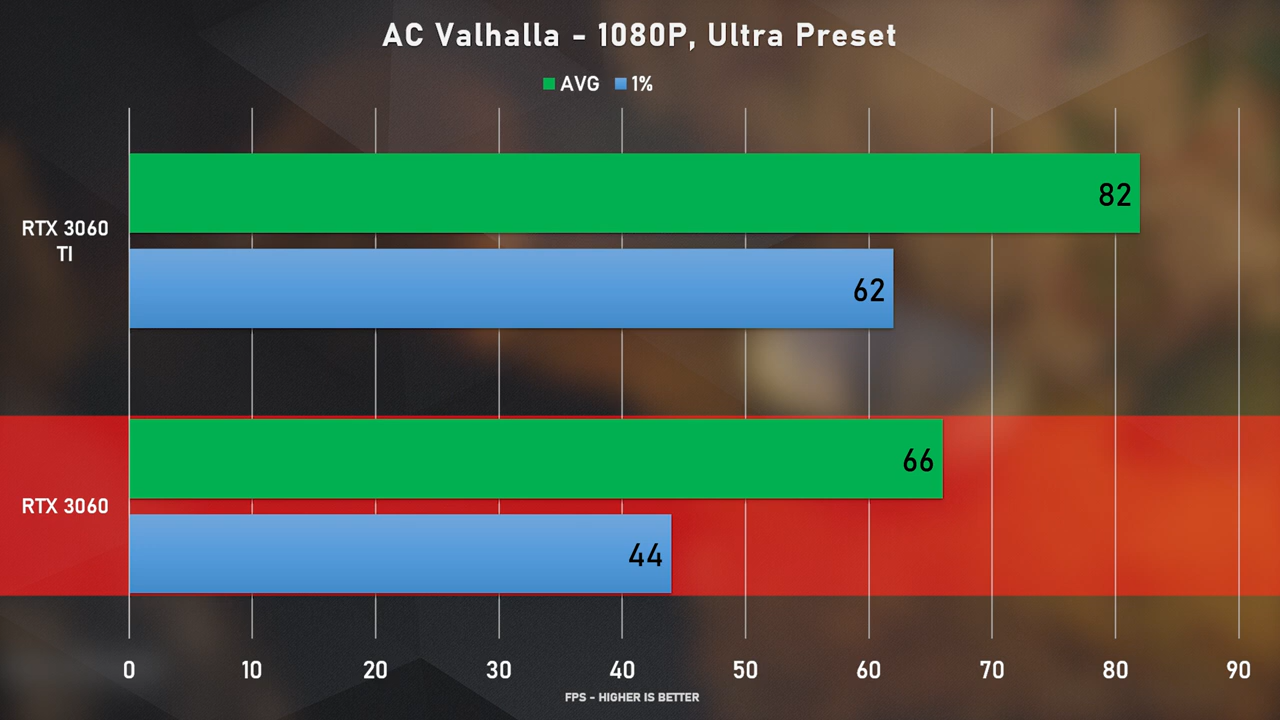 AC Valhalla - 1080P, Ultra Preset
AVG 1%
82
RTX 3060
TI
62
66
RTX 3060
44
0 10 20 30 40 50 60 70 80 90
FPS - HIGHER IS BETTER